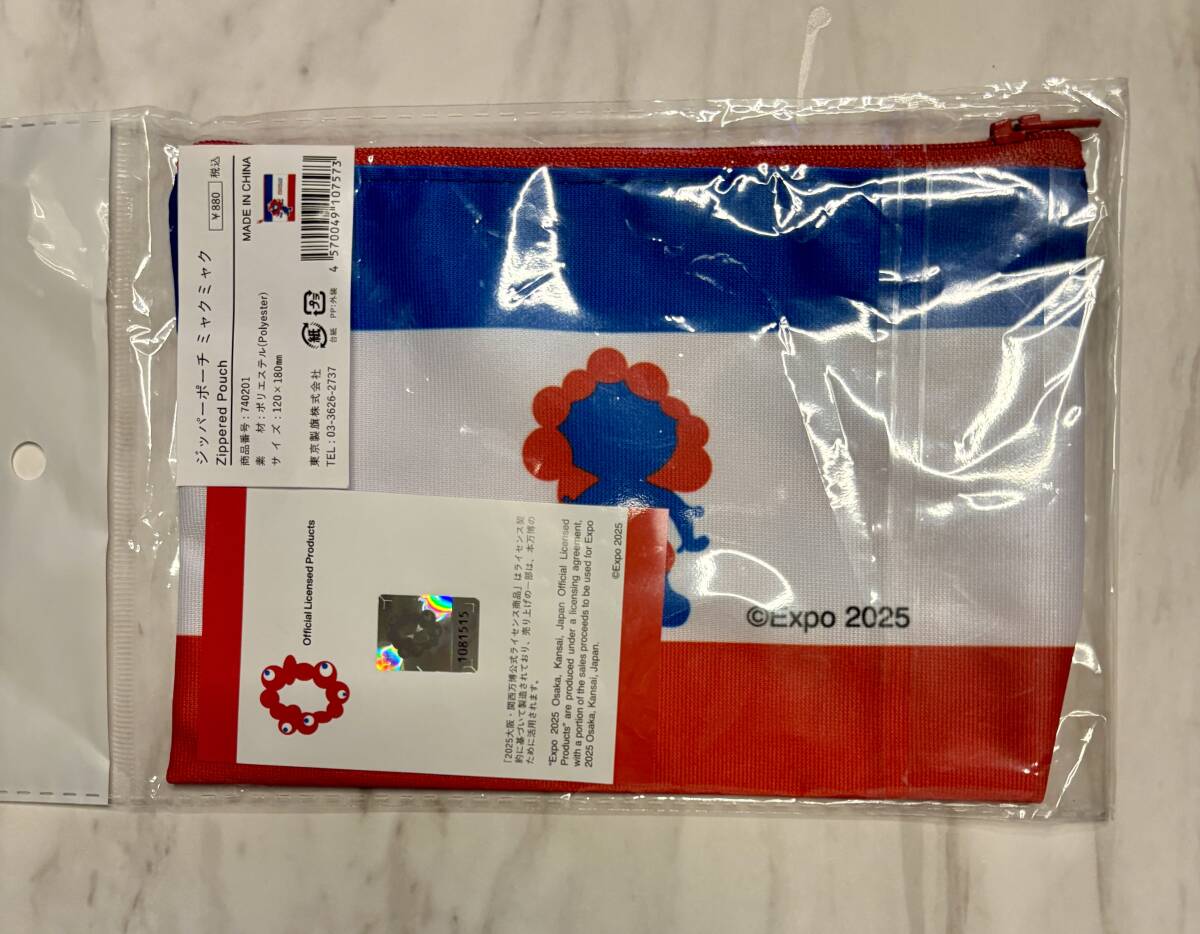 ジッパーポーチ ミャクミャク
Zippered Pouch
¥880 税込
商品番号:740201
素 材:ポリエステル(Polyester)
サイズ:120×180mm
MADE IN CHINA
東京製旗株式会社
TEL:03-3626-2737
紙
プラ
台紙 PP:外装
4 570049 107573
Official Licensed Products
1081515
「2025大阪・関西万博公式ライセンス商品」はライセンス契
約に基づいて製造されており、売り上げの一部は、本万博の
ために活用されます。
"Expo 2025 Osaka, Kansai, Japan Official Licensed
Products" are produced under a licensing agreement,
with a portion of the sales proceeds to be used for Expo
2025 Osaka, Kansai, Japan.
©Expo 2025
©Expo 2025